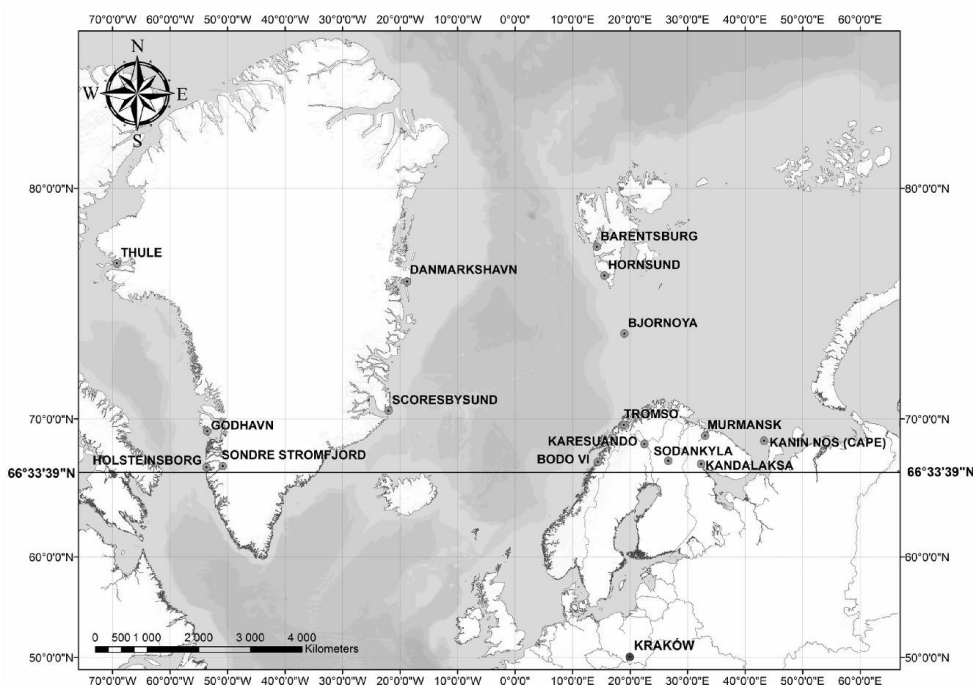 70°0'0"W 60°0'0"W 50°0'0"W 40°0'0"W 30°0'0"W 20°0'0"W 10°0'0"W 0°0'0" 10°0'0"E 20°0'0"E 30°0'0"E 40°0'0"E 50°0'0"E 60°0'0"E
N
W E
S
80°0'0"N 80°0'0"N
BARENTSBURG
THULE
HORNSUND
DANMARKSHAVN
BJORNOYA
SCORESBYSUND
70°0'0"N 70°0'0"N
TROMSO
GODHAVN
MURMANSK
KARESUANDO
KANIN NOS (CAPE)
SODANKYLA
HOLSTEINSBORG
SONDRE STROMFJORD
BODO VI
KANDALAKSA
66°33'39"N 66°33'39"N
60°0'0"N 60°0'0"N
0 500 1 000 2 000 3 000 4 000
Kilometers
KRAKÓW
50°0'0"N 50°0'0"N
70°0'0"W 60°0'0"W 50°0'0"W 40°0'0"W 30°0'0"W 20°0'0"W 10°0'0"W 0°0'0" 10°0'0"E 20°0'0"E 30°0'0"E 40°0'0"E 50°0'0"E 60°0'0"E